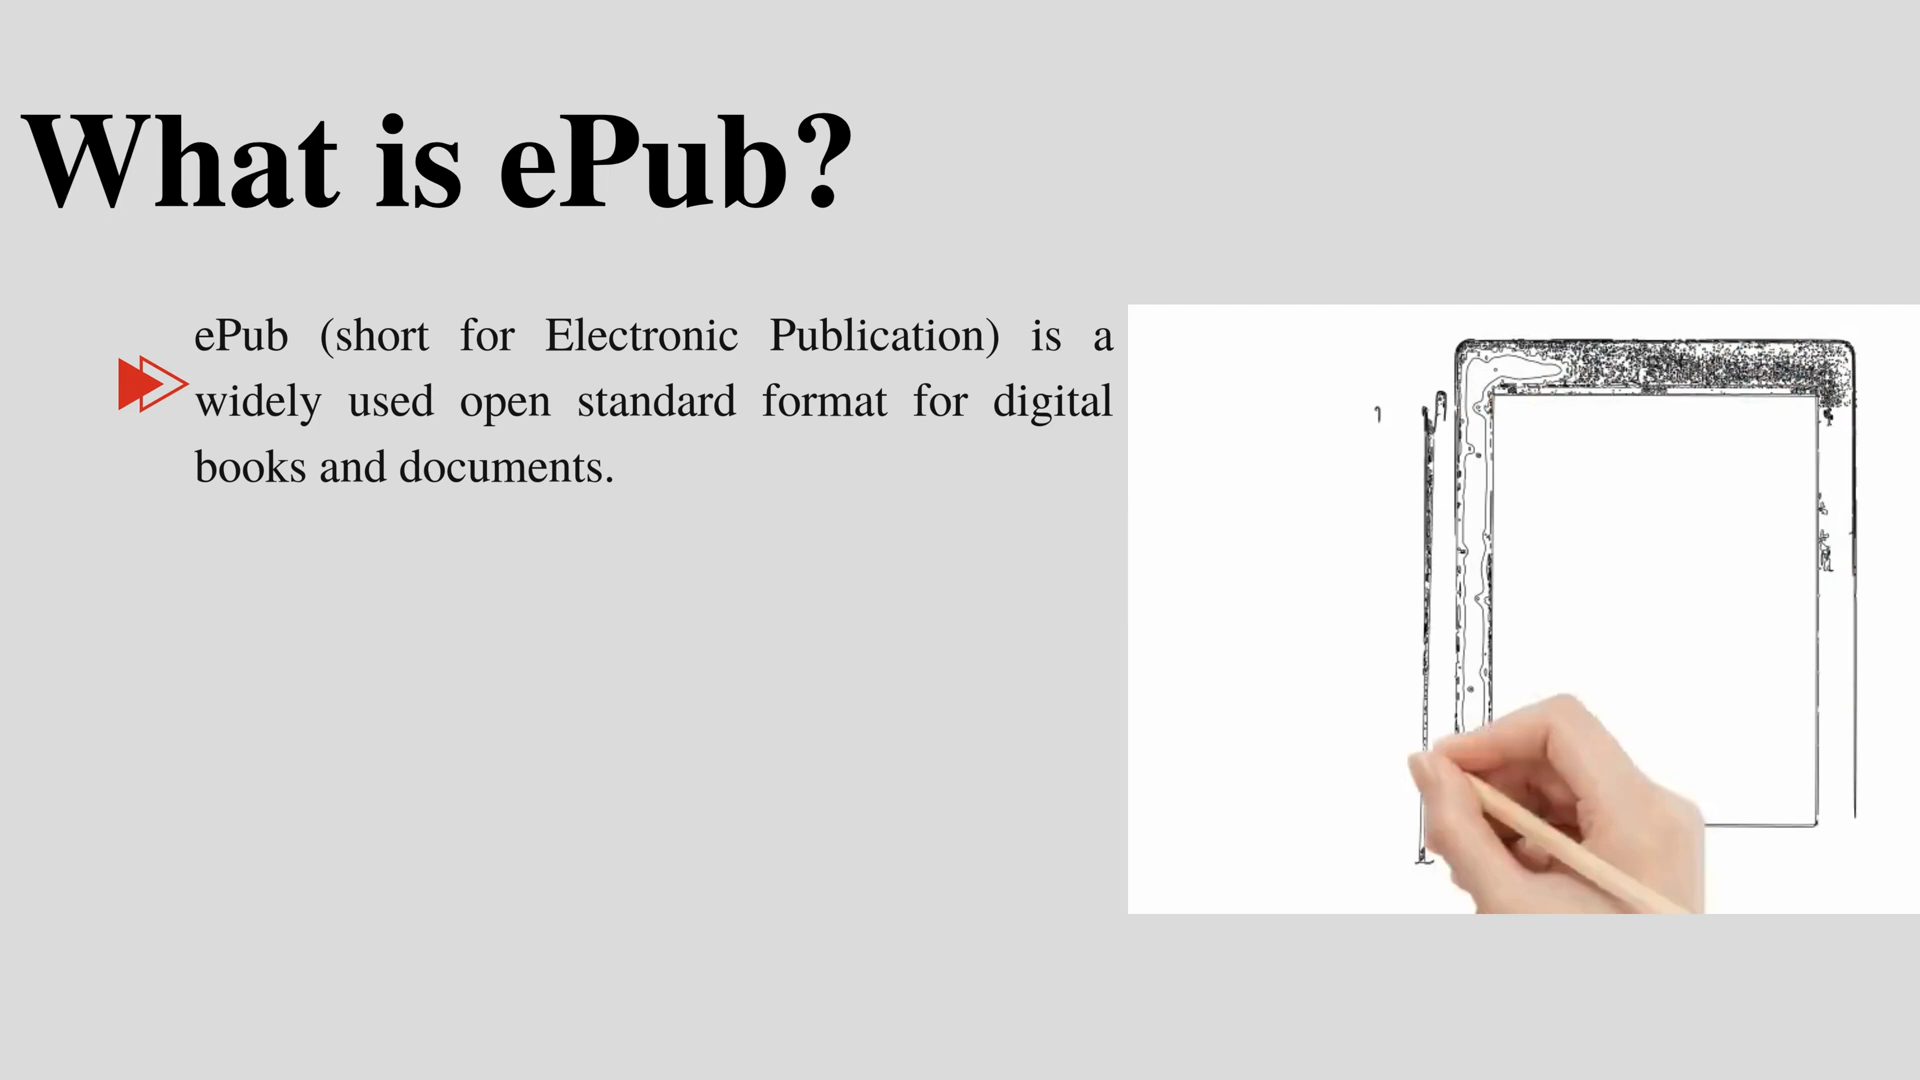 What is ePub?
ePub (short for Electronic Publication) is a
widely used open standard format for digital
books and documents.